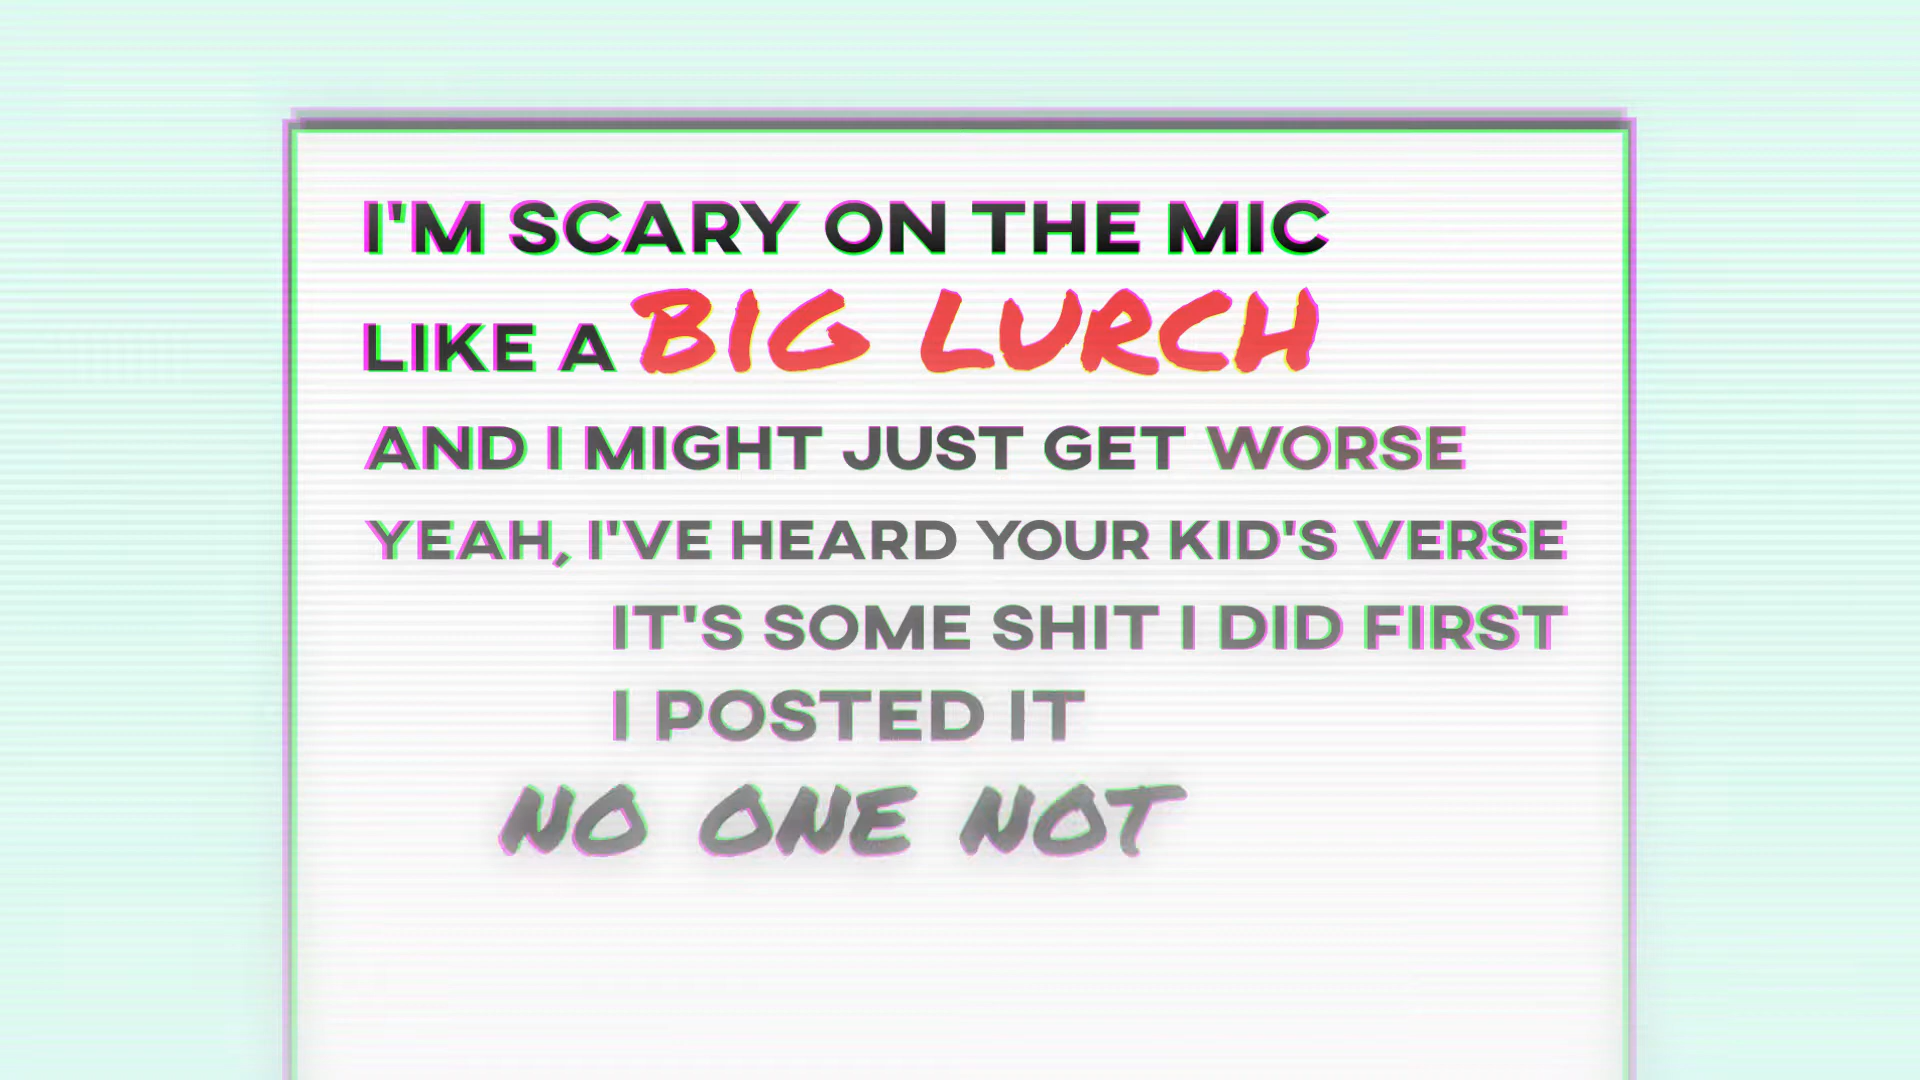 I'M SCARY ON THE MIC
LIKE A BIG LURCH
AND I MIGHT JUST GET WORSE
YEAH, I'VE HEARD YOUR KID'S VERSE
IT'S SOME SHIT I DID FIRST
I POSTED IT
NO ONE NOT